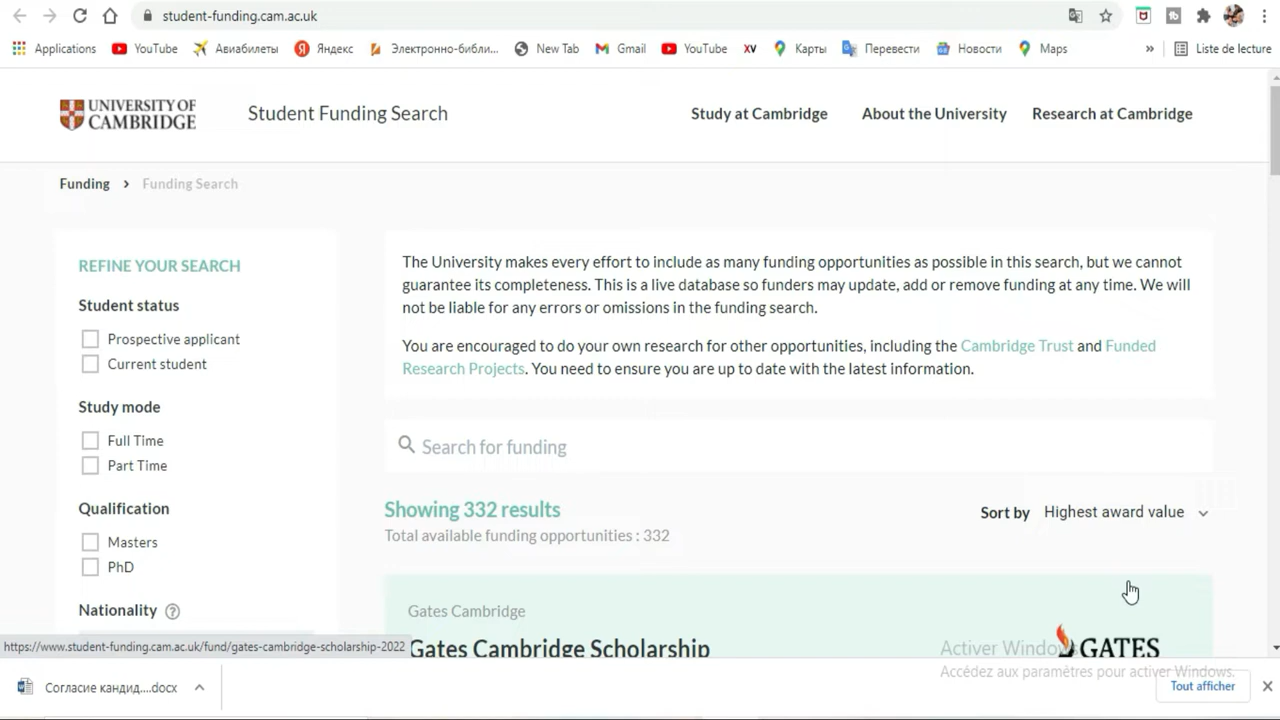 student-funding.cam.ac.uk
Applications YouTube Авиабилеты Яндекс Электронно-библи... New Tab Gmail YouTube XV Карты Перевести Новости Maps » Liste de lecture
UNIVERSITY OF
CAMBRIDGE
Student Funding Search
Study at Cambridge About the University Research at Cambridge
Funding > Funding Search
REFINE YOUR SEARCH
Student status
Prospective applicant
Current student
Study mode
Full Time
Part Time
Qualification
Masters
PhD
Nationality ?
The University makes every effort to include as many funding opportunities as possible in this search, but we cannot
guarantee its completeness. This is a live database so funders may update, add or remove funding at any time. We will
not be liable for any errors or omissions in the funding search.
You are encouraged to do your own research for other opportunities, including the Cambridge Trust and Funded
Research Projects. You need to ensure you are up to date with the latest information.
Search for funding
Showing 332 results
Total available funding opportunities : 332
Sort by Highest award value
Gates Cambridge
Gates Cambridge Scholarship
GATES
https://www.student-funding.cam.ac.uk/fund/gates-cambridge-scholarship-2022
Activer Windows
Accédez aux paramètres pour activer Windows.
Согласие кандид....docx
Tout afficher